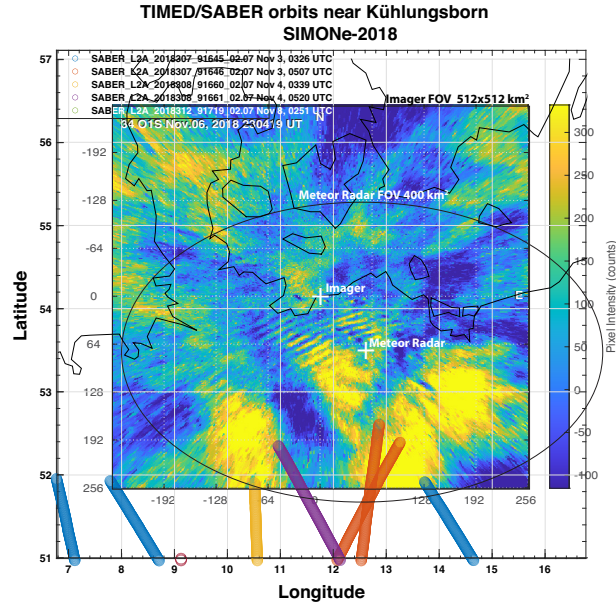 TIMED/SABER orbits near Kühlungsborn
SIMONe-2018
SABER_L2A_2018307_91645_02.07 Nov 3, 0326 UTC
SABER_L2A_2018307_91646_02.07 Nov 3, 0507 UTC
SABER_L2A_2018308_91660_02.07 Nov 4, 0339 UTC
SABER_L2A_2018308_91661_02.07 Nov 4, 0520 UTC
SABER_L2A_2018312_91719_02.07 Nov 8, 0251 UTC
Imager FOV 512x512 km²
34 O1S Nov 06, 2018 230419 UT
N
Meteor Radar FOV 400 km²
Imager
E
Meteor Radar
57
56
55
54
53
52
51
Latitude
-192
-128
-64
0
64
128
192
256
-192
-128
-64
0
64
128
192
256
7
8
9
10
11
12
13
14
15
16
Longitude
300
250
200
150
100
50
0
-50
-100
Pixel Intensity (counts)